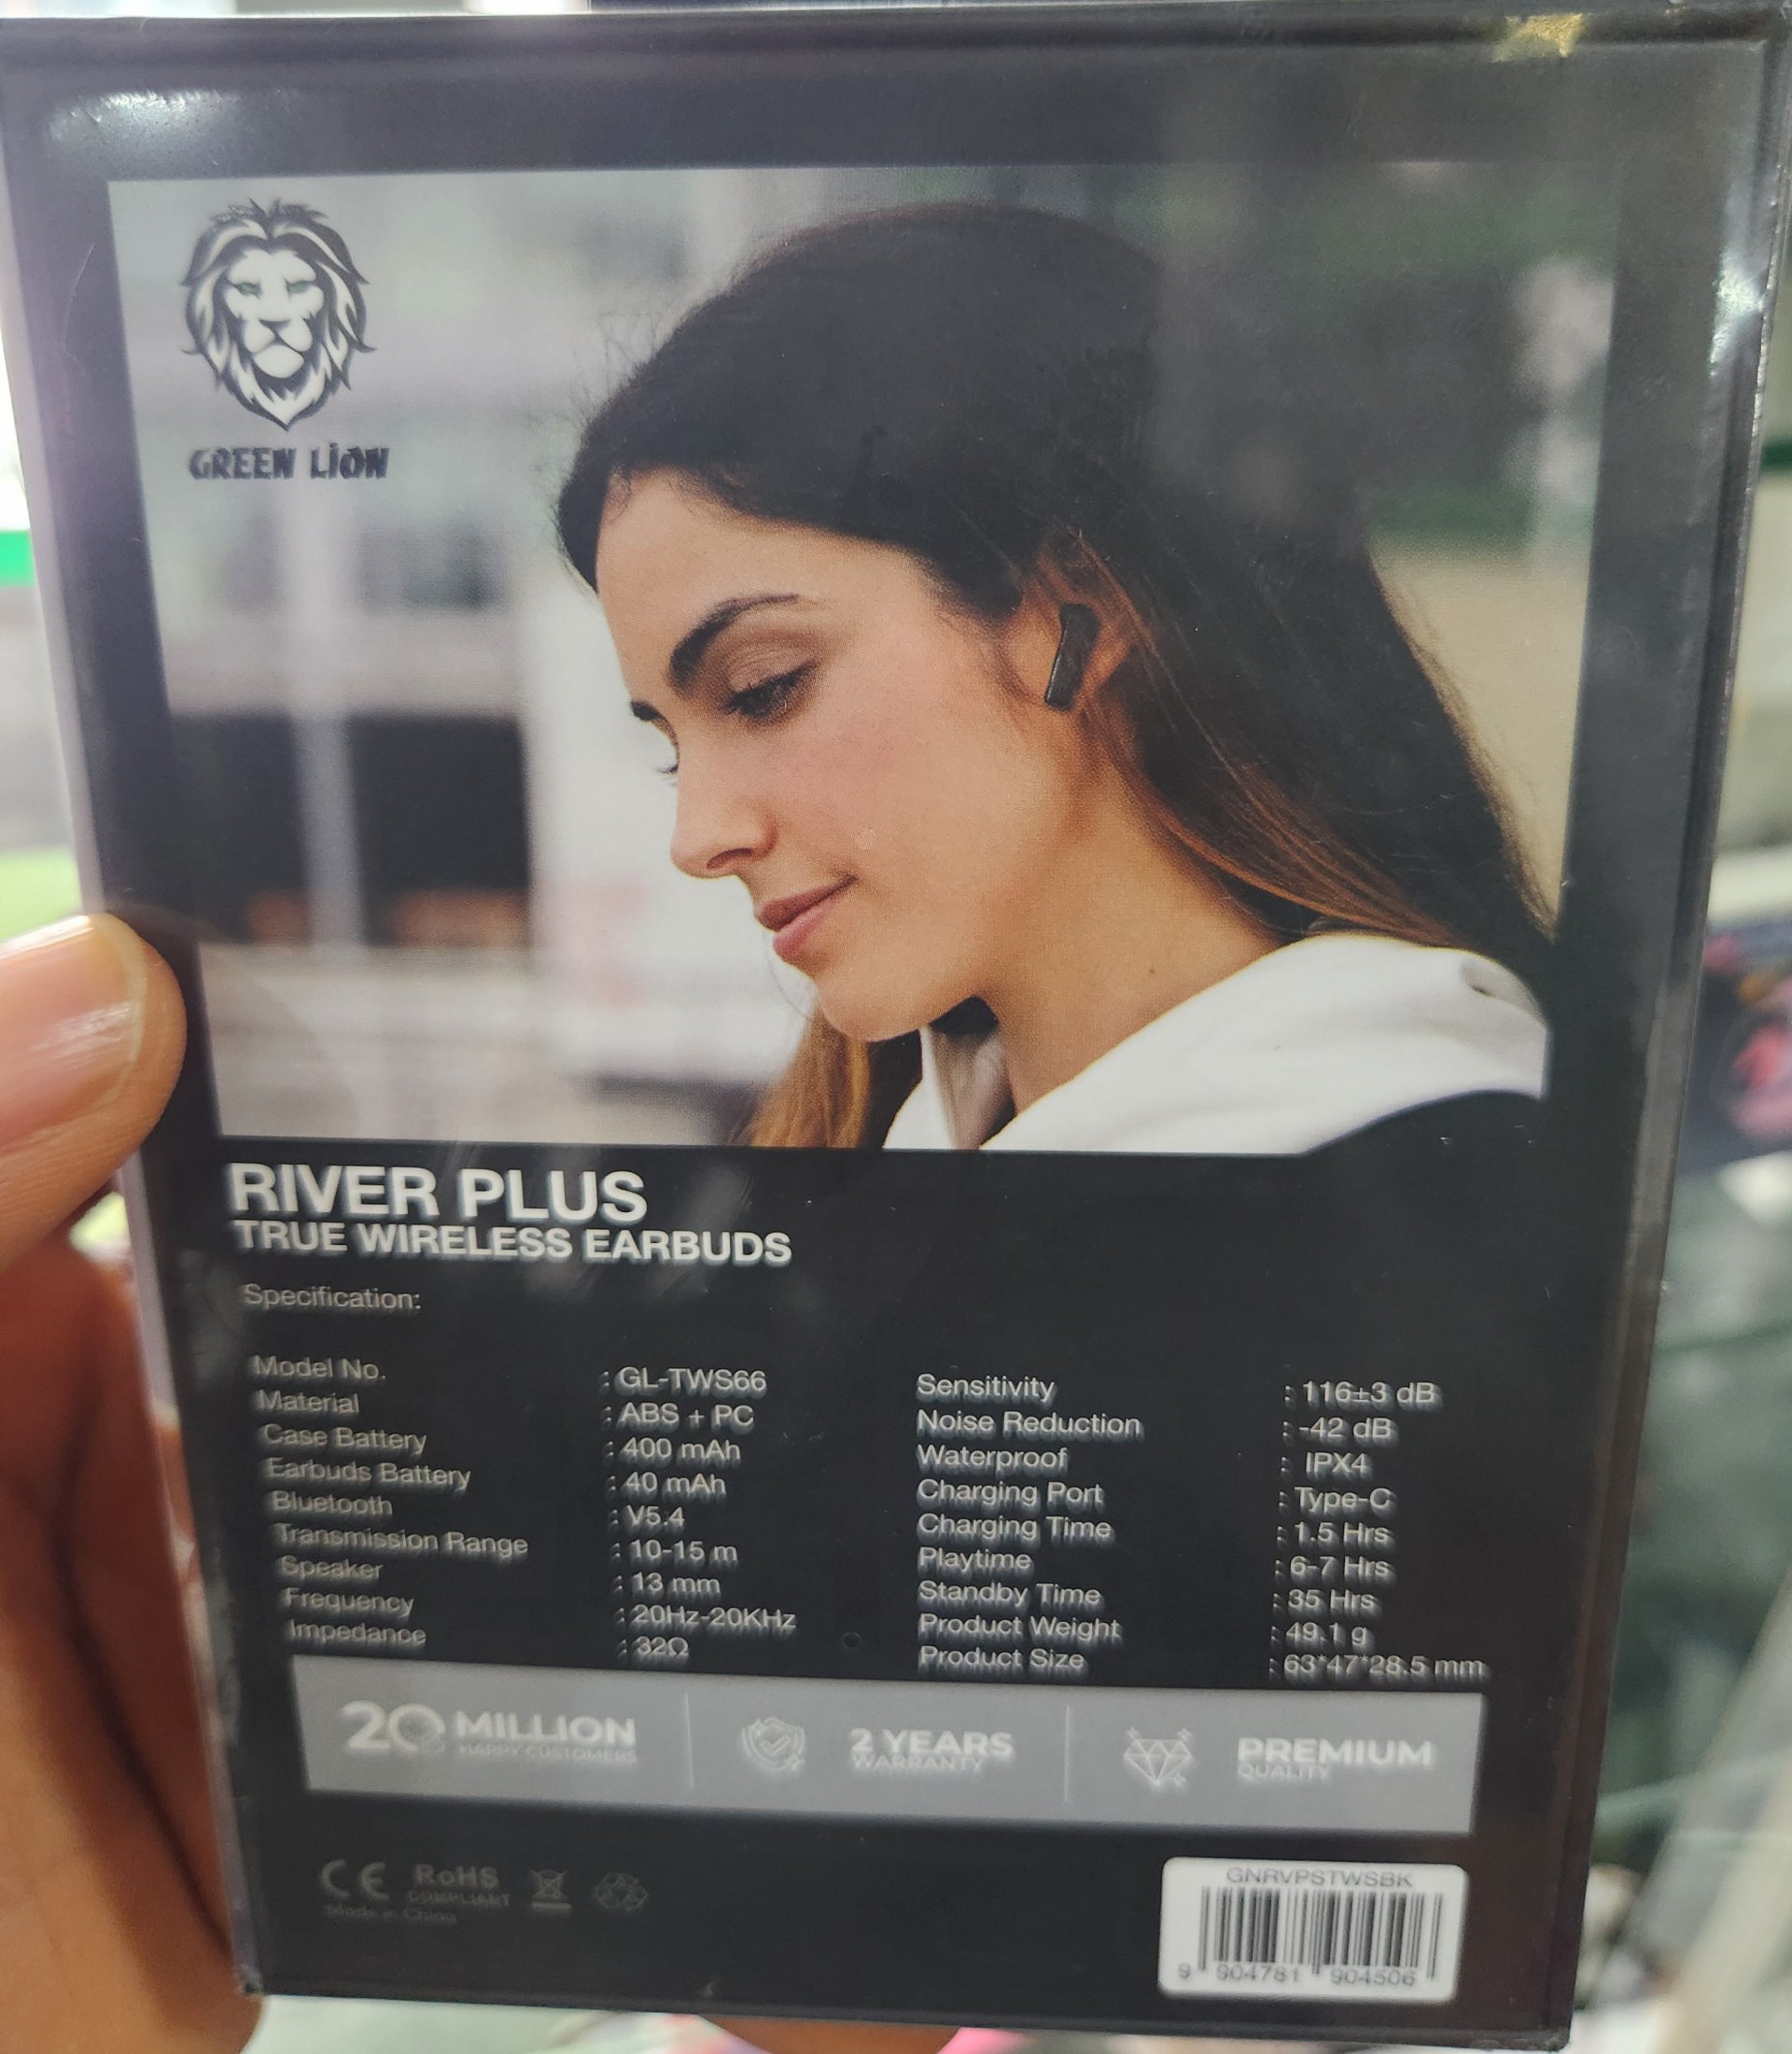 GREEN LION
RIVER PLUS
TRUE WIRELESS EARBUDS
Specification:
Model No. : GL-TWS66
Material : ABS + PC
Case Battery : 400 mAh
Earbuds Battery : 40 mAh
Bluetooth : V5.4
Transmission Range : 10-15 m
Speaker : 13 mm
Frequency : 20Hz-20KHz
Impedance : 32Ω
Sensitivity : 116±3 dB
Noise Reduction : -42 dB
Waterproof : IPX4
Charging Port : Type-C
Charging Time : 1.5 Hrs
Playtime : 6-7 Hrs
Standby Time : 35 Hrs
Product Weight : 49.1 g
Product Size : 63*47*28.5 mm
20 MILLION
HAPPY CUSTOMERS
2 YEARS
WARRANTY
PREMIUM
QUALITY
CE RoHS
COMPLIANT
Made in China
GNRVPSTWSBK
9 904781 904506